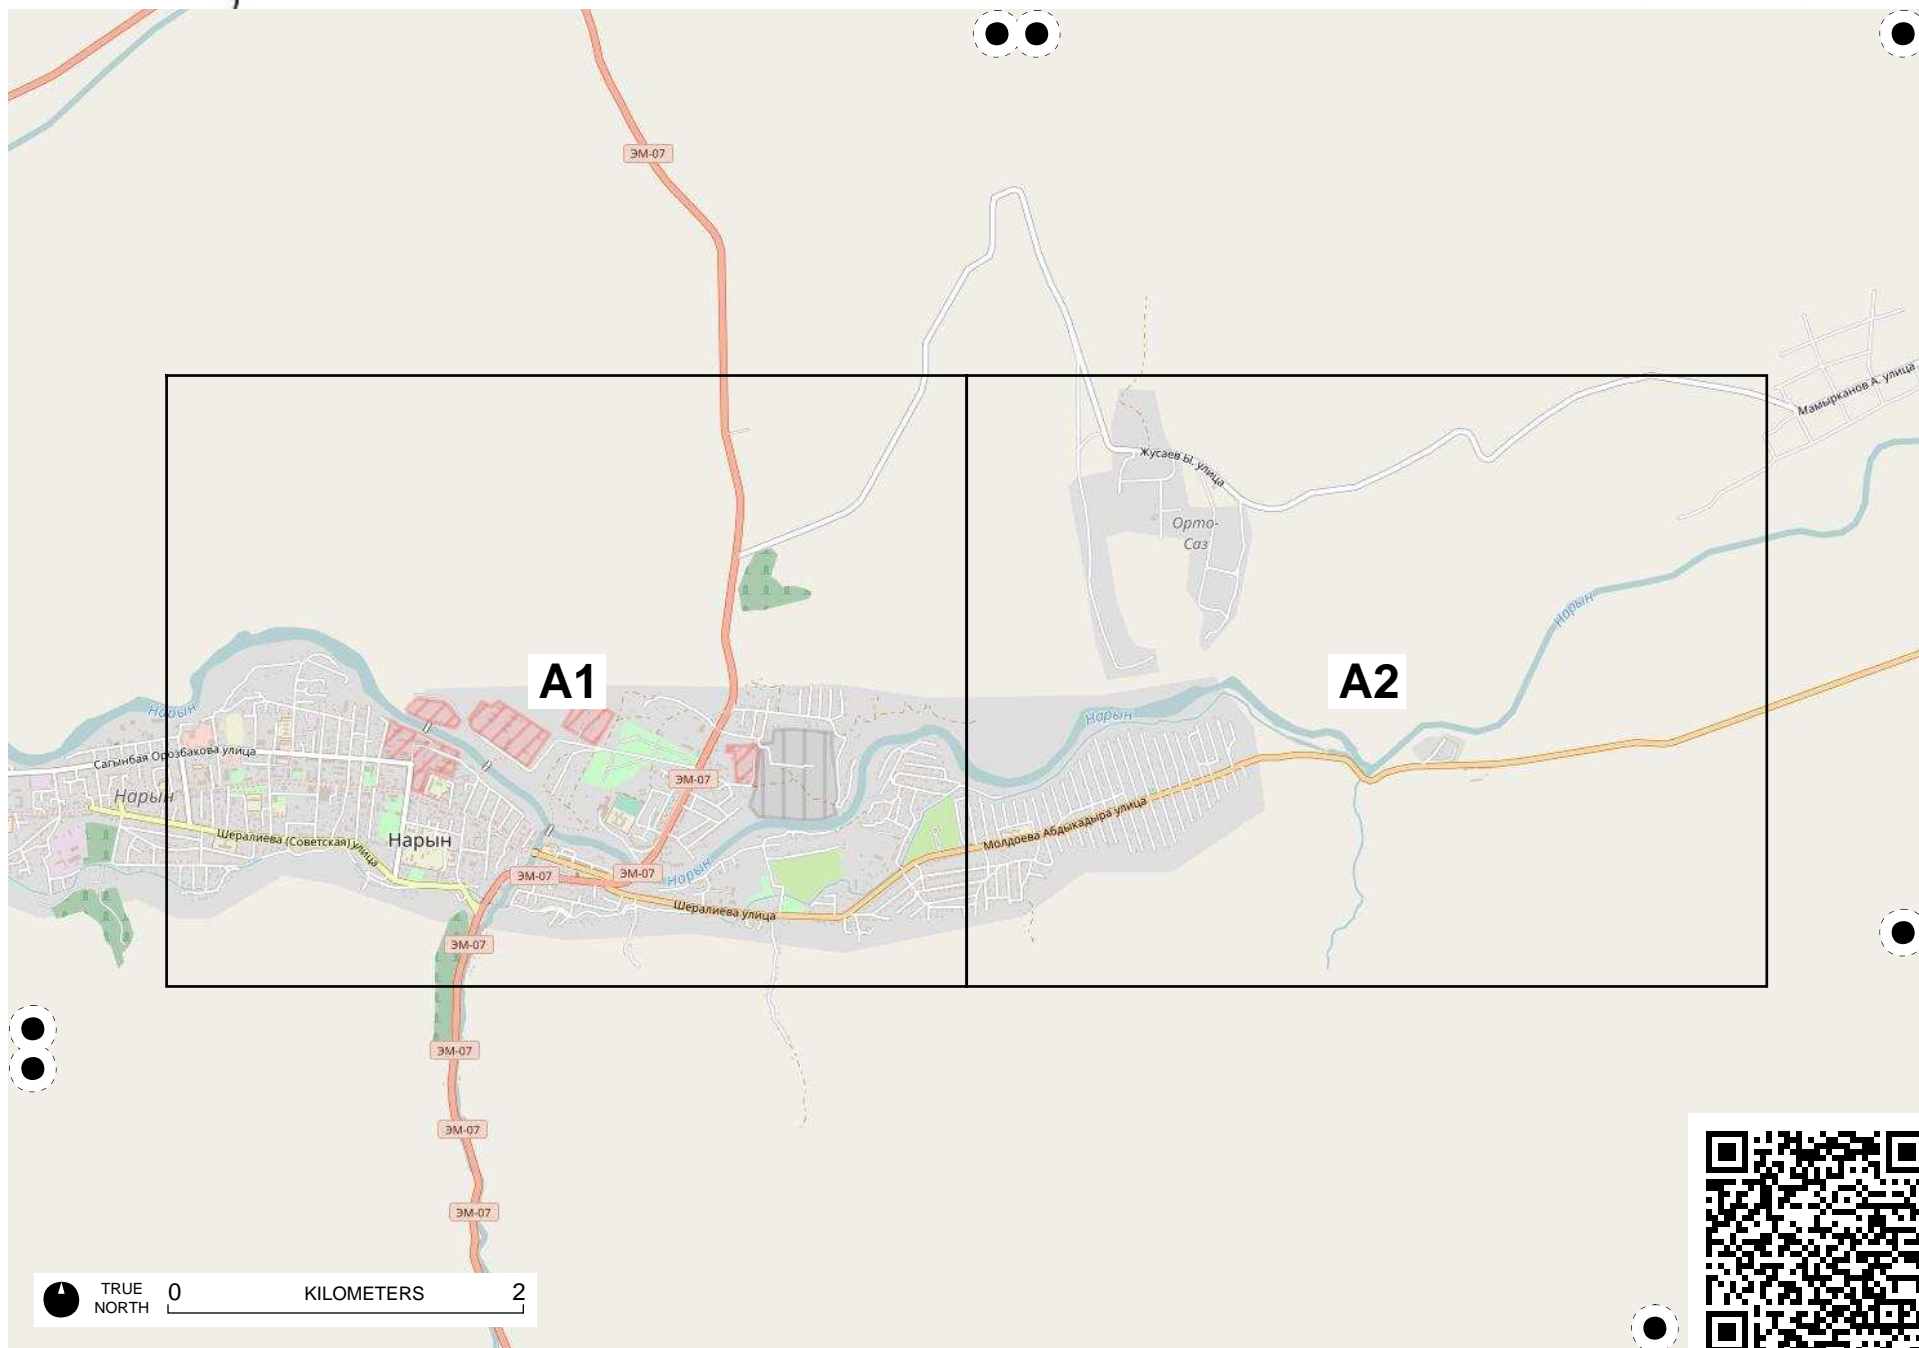 ЭМ-07
Мамырканов А. улица
Жусаев Ы. улица
Орто-
Саз
Нарын
A1
A2
Нарын
Нарын
Сагынбая Орозбакова улица
ЭМ-07
Нарын
Молдоева Абдыкадыра улица
Шералиева (Советская) улица
Нарын
ЭМ-07
ЭМ-07
Нарын
Шералиева улица
ЭМ-07
ЭМ-07
ЭМ-07
ЭМ-07
TRUE
NORTH
0 KILOMETERS 2